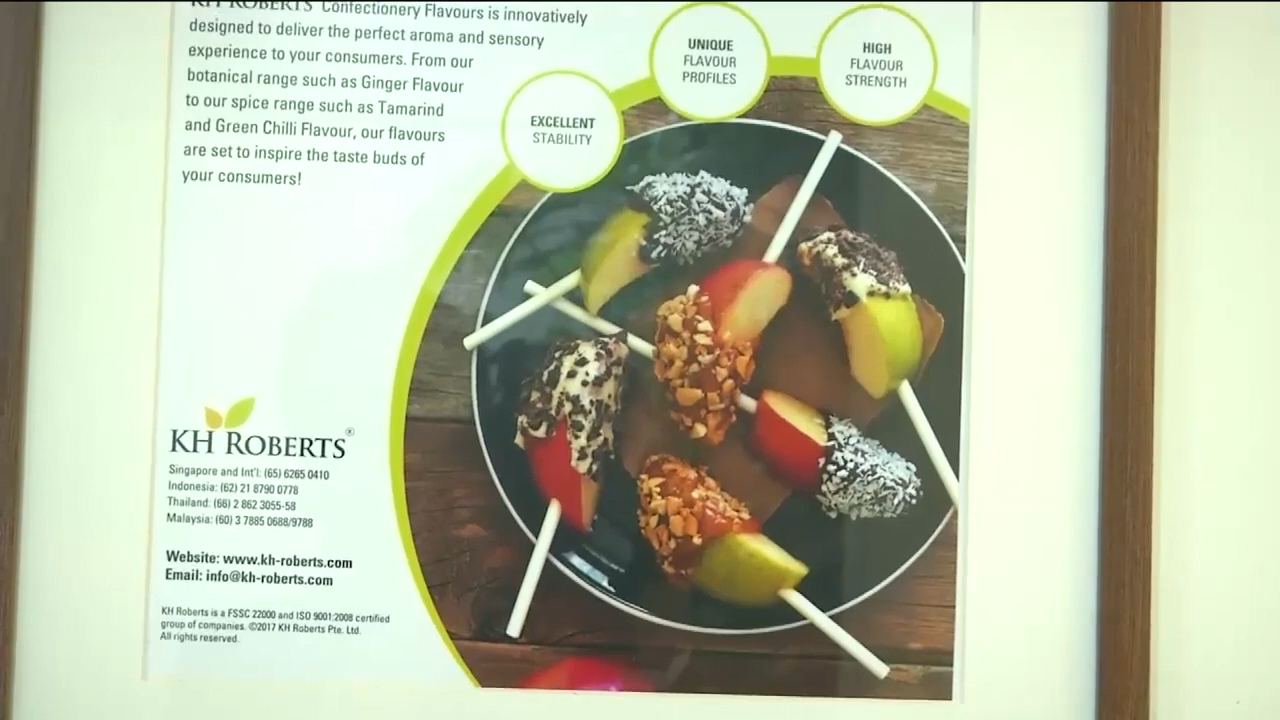 KH ROBERTS Confectionery Flavours is innovatively
designed to deliver the perfect aroma and sensory
experience to your consumers. From our
botanical range such as Ginger Flavour
to our spice range such as Tamarind
and Green Chilli Flavour, our flavours
are set to inspire the taste buds of
your consumers!
EXCELLENT
STABILITY
UNIQUE
FLAVOUR
PROFILES
HIGH
FLAVOUR
STRENGTH
KH ROBERTS®
Singapore and Int'l: (65) 6265 0410
Indonesia: (62) 21 8790 0778
Thailand: (66) 2 862 3055-58
Malaysia: (60) 3 7885 0688/9788
Website: www.kh-roberts.com
Email: info@kh-roberts.com
KH Roberts is a FSSC 22000 and ISO 9001:2008 certified
group of companies. ©2017 KH Roberts Pte. Ltd.
All rights reserved.